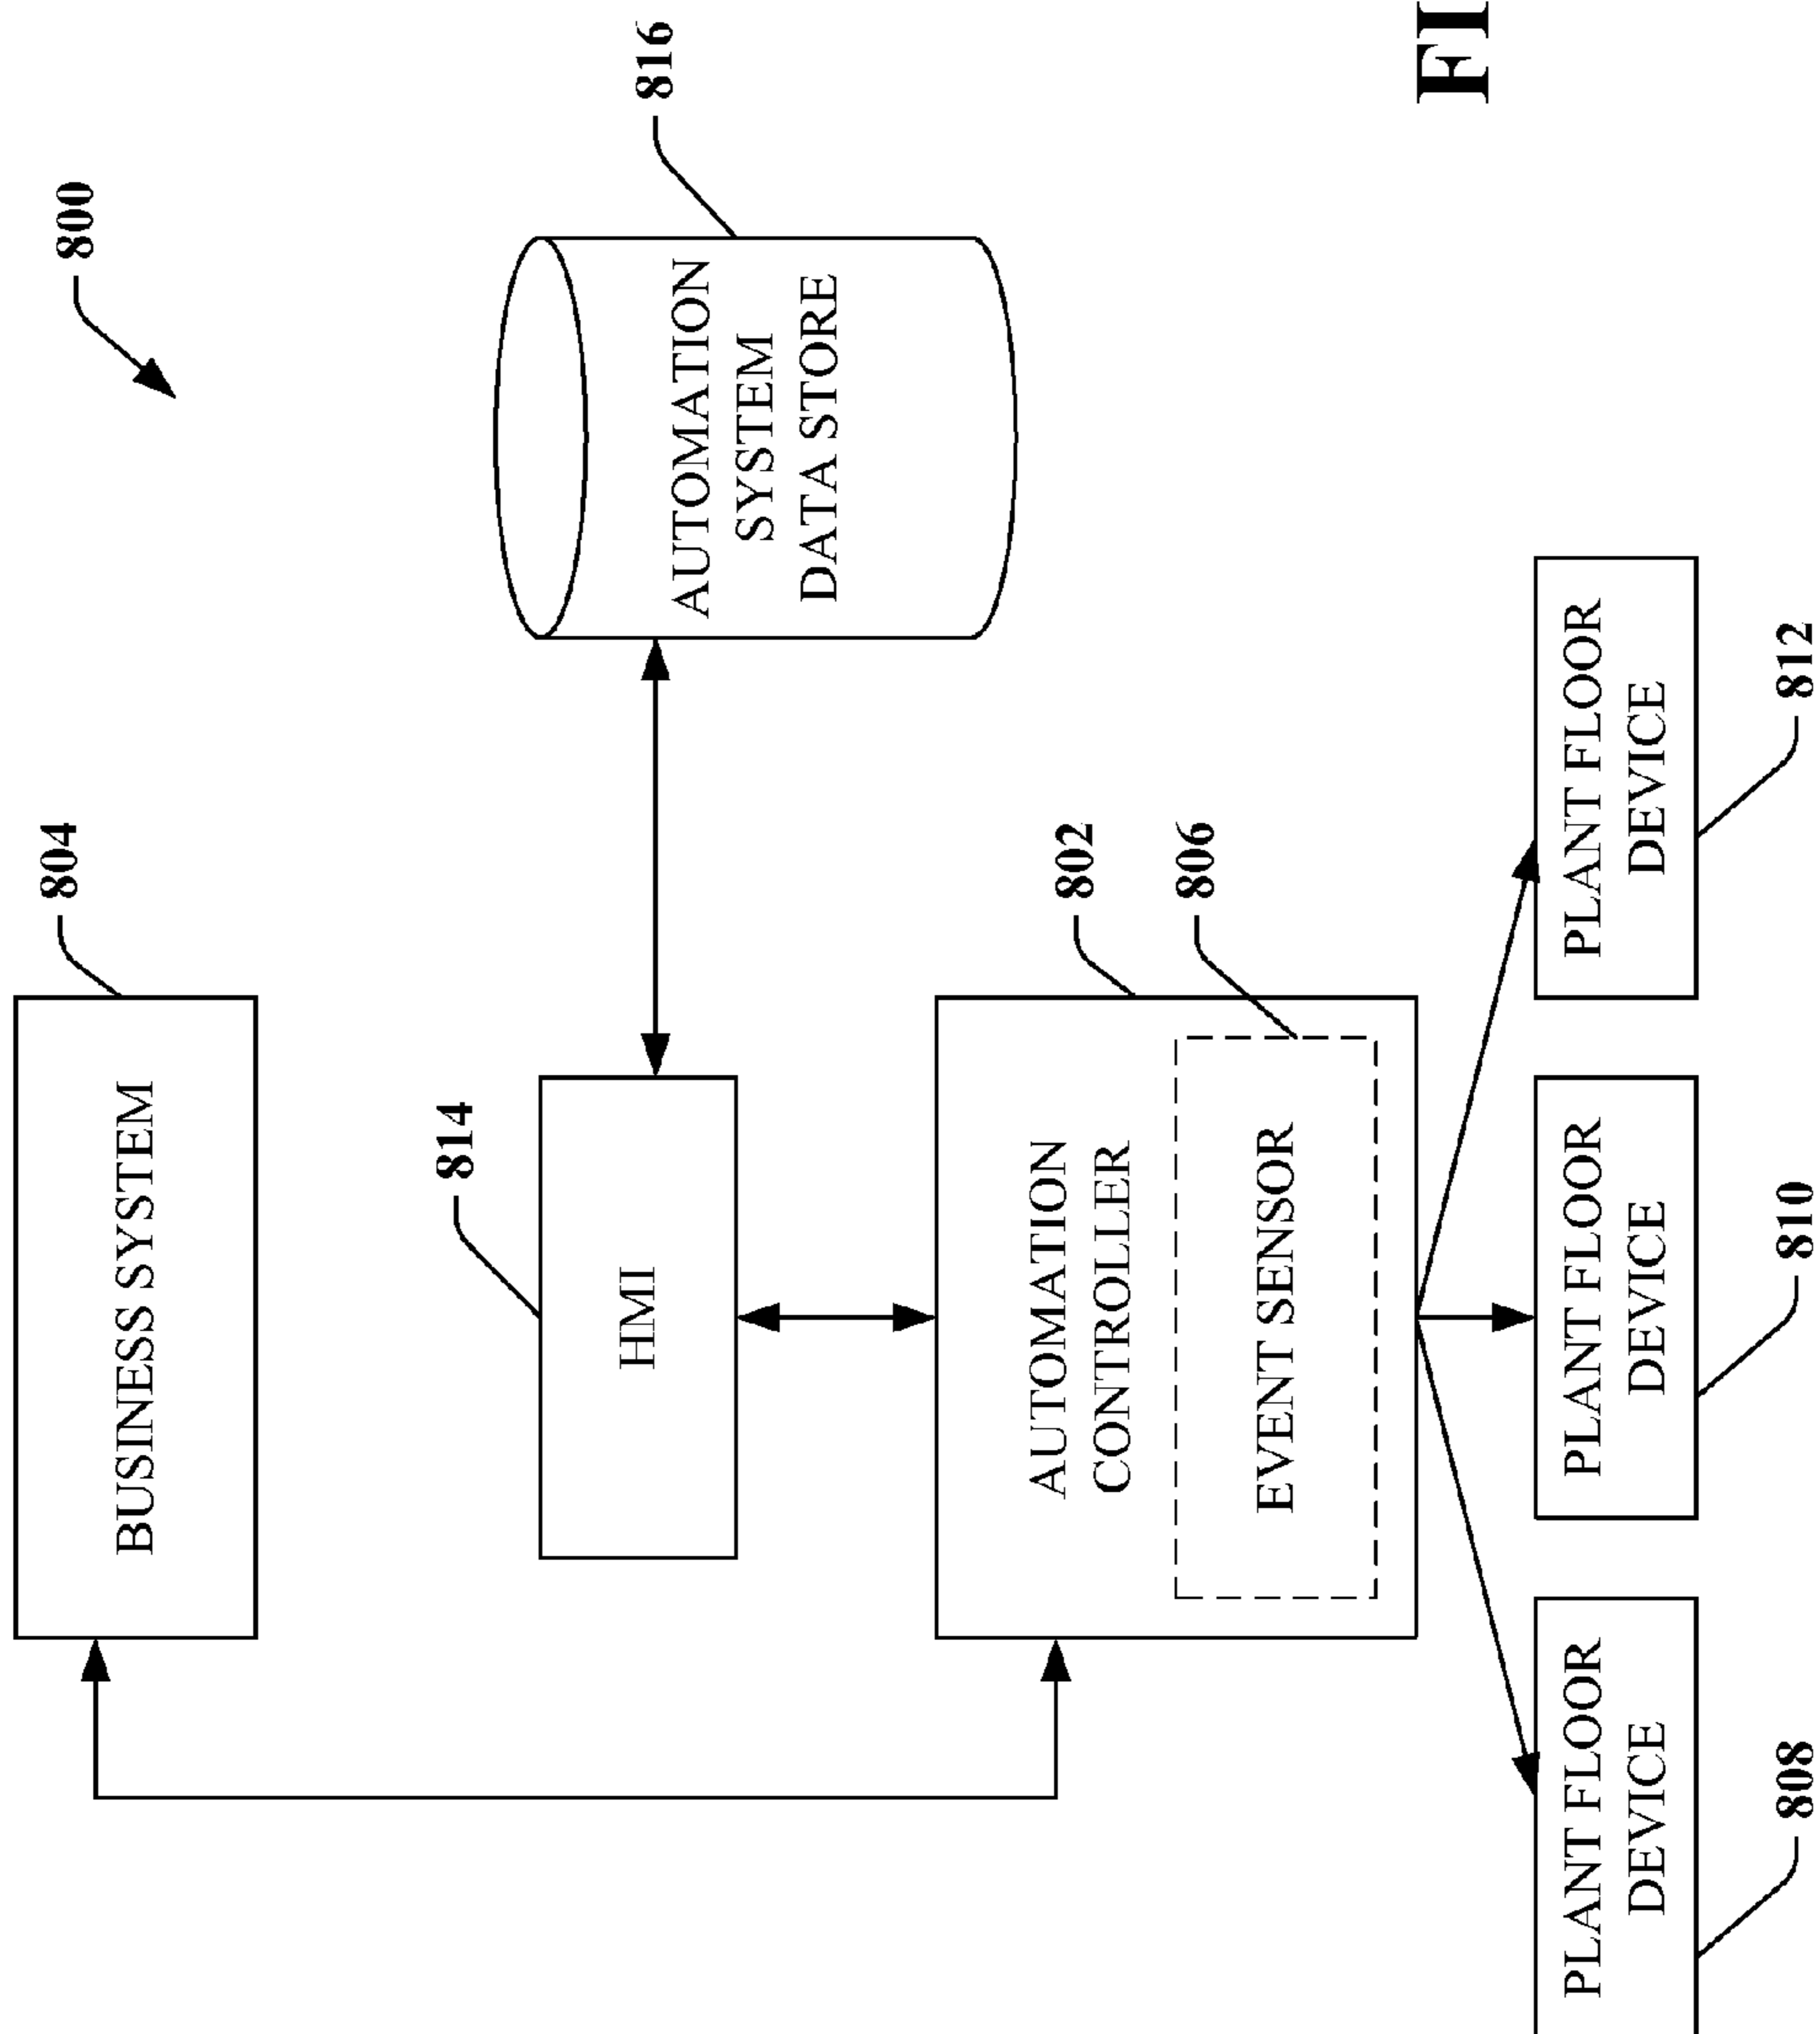 800
804
BUSINESS SYSTEM
814
HMI
816
AUTOMATION
SYSTEM
DATA STORE
802
AUTOMATION
CONTROLLER
806
EVENT SENSOR
PLANT FLOOR
DEVICE
808
PLANT FLOOR
DEVICE
810
PLANT FLOOR
DEVICE
812
FI